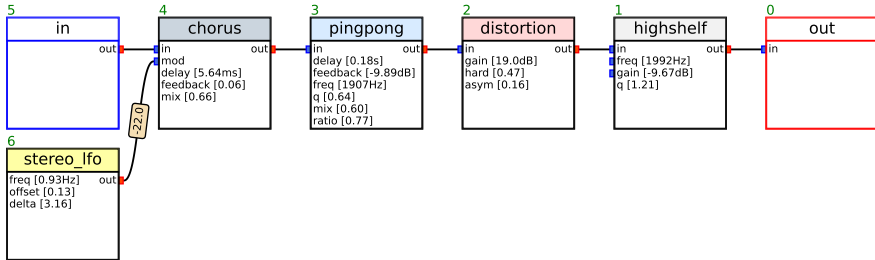 5
in
out
4
chorus
in
out
mod
delay [5.64ms]
feedback [0.06]
mix [0.66]
3
pingpong
in
out
delay [0.18s]
feedback [-9.89dB]
freq [1907Hz]
q [0.64]
mix [0.60]
ratio [0.77]
2
distortion
in
out
gain [19.0dB]
hard [0.47]
asym [0.16]
1
highshelf
in
out
freq [1992Hz]
gain [-9.67dB]
q [1.21]
0
out
in
-22.0
6
stereo_lfo
freq [0.93Hz]
out
offset [0.13]
delta [3.16]